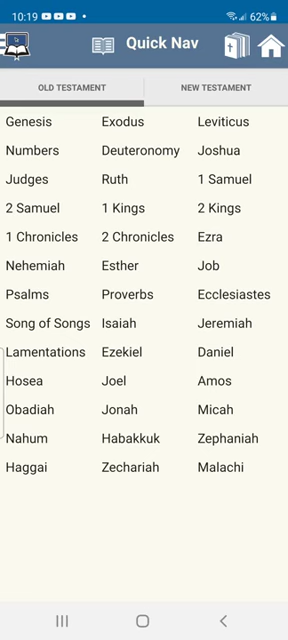 10:19 62%
Quick Nav
OLD TESTAMENT NEW TESTAMENT
Genesis Exodus Leviticus
Numbers Deuteronomy Joshua
Judges Ruth 1 Samuel
2 Samuel 1 Kings 2 Kings
1 Chronicles 2 Chronicles Ezra
Nehemiah Esther Job
Psalms Proverbs Ecclesiastes
Song of Songs Isaiah Jeremiah
Lamentations Ezekiel Daniel
Hosea Joel Amos
Obadiah Jonah Micah
Nahum Habakkuk Zephaniah
Haggai Zechariah Malachi